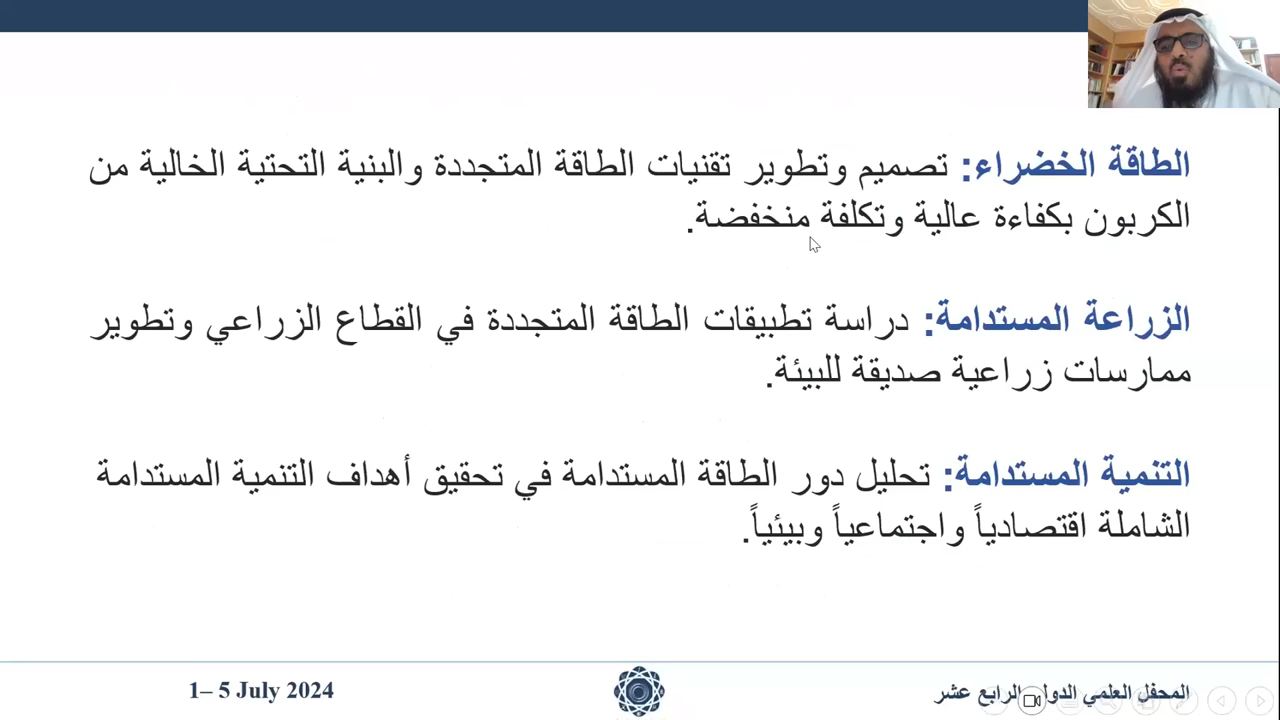 الطاقة الخضراء: تصميم وتطوير تقنيات الطاقة المتجددة والبنية التحتية الخالية من
الكربون بكفاءة عالية وتكلفة منخفضة.
الزراعة المستدامة: دراسة تطبيقات الطاقة المتجددة في القطاع الزراعي وتطوير
ممارسات زراعية صديقة للبيئة.
التنمية المستدامة: تحليل دور الطاقة المستدامة في تحقيق أهداف التنمية المستدامة
الشاملة اقتصادياً واجتماعياً وبيئياً.
المحفل العلمي الرابع عشر
1– 5 July 2024